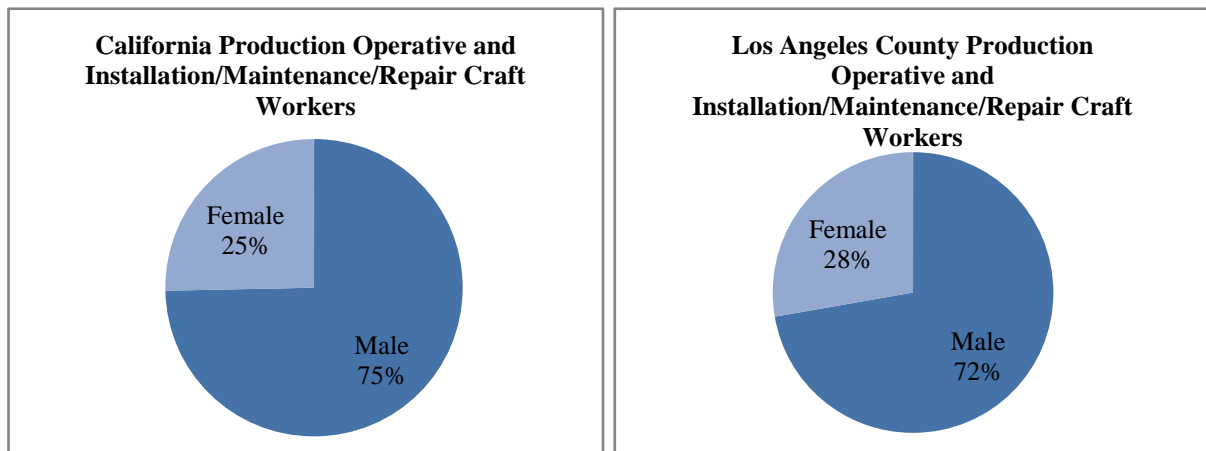 California Production Operative and
Installation/Maintenance/Repair Craft
Workers
Female
25%
Male
75%
Los Angeles County Production
Operative and
Installation/Maintenance/Repair Craft
Workers
Female
28%
Male
72%